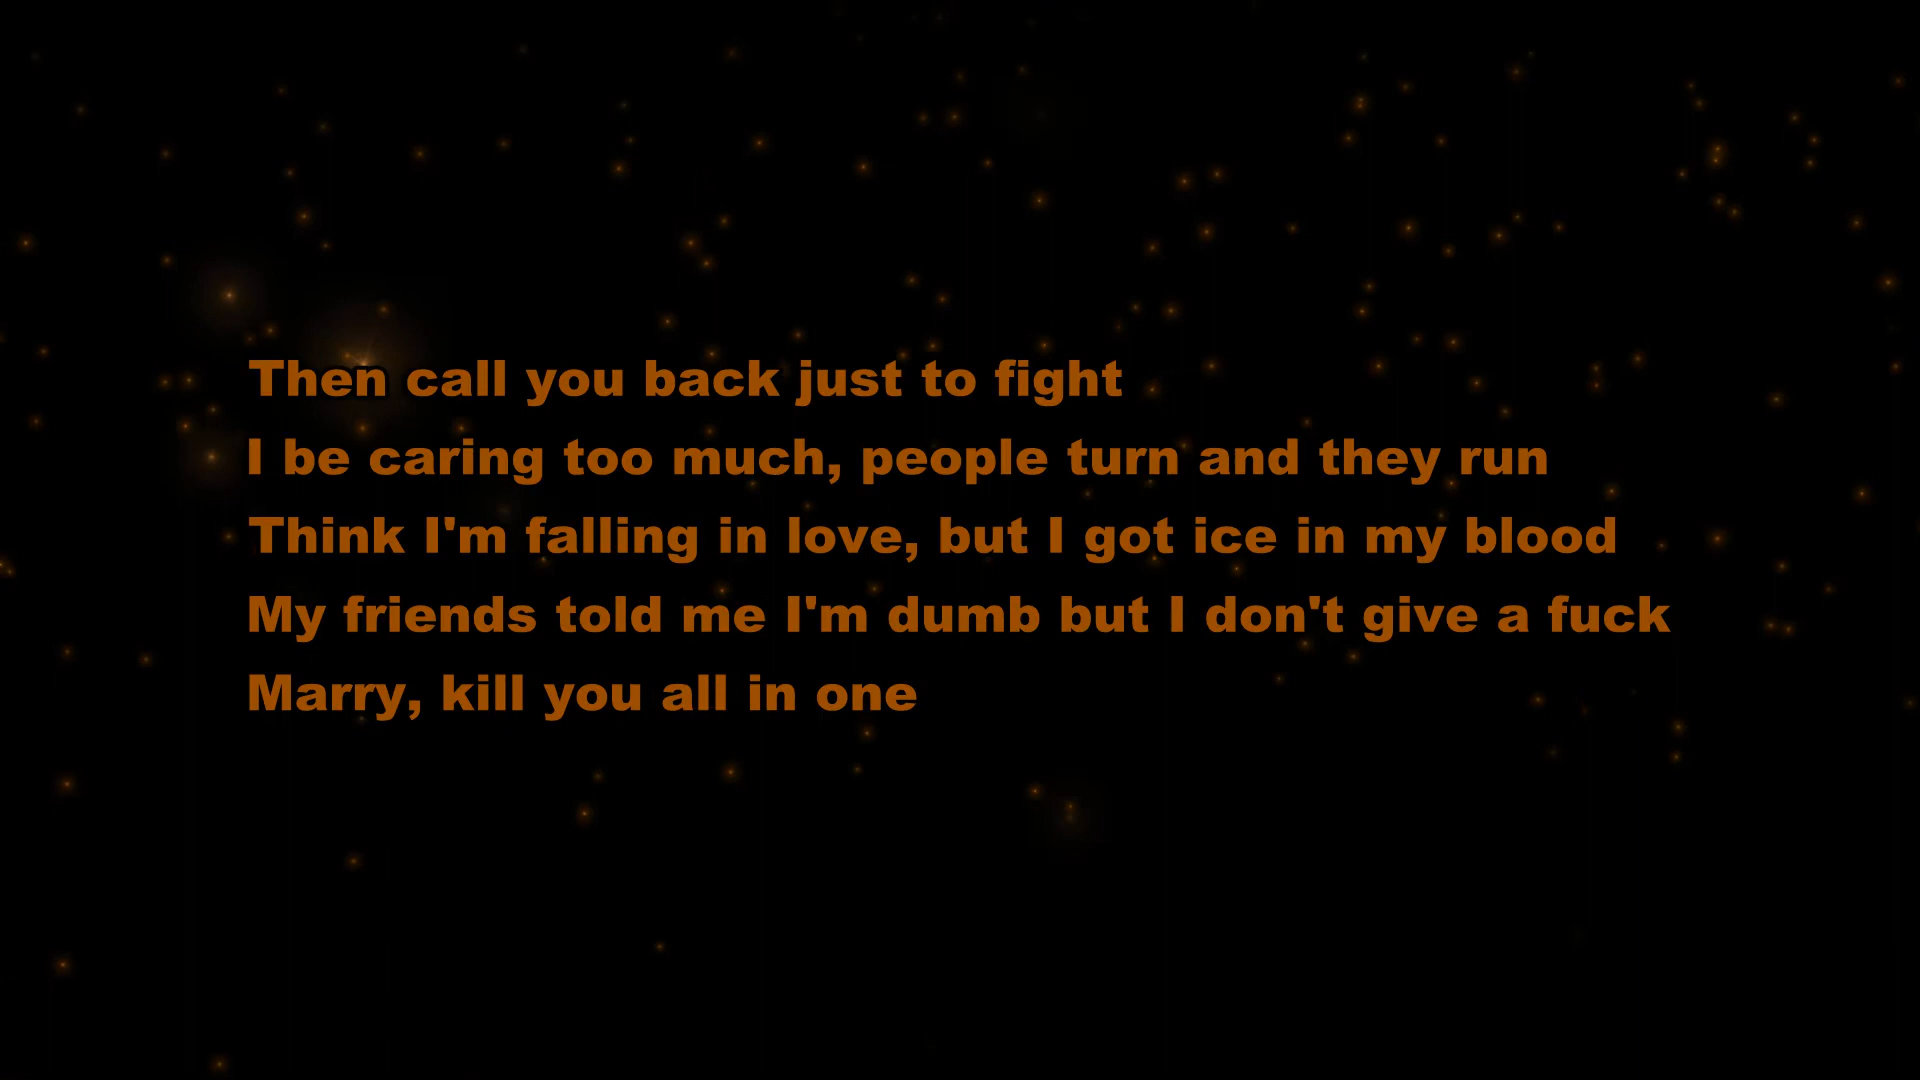 Then call you back just to fight
I be caring too much, people turn and they run
Think I'm falling in love, but I got ice in my blood
My friends told me I'm dumb but I don't give a fuck
Marry, kill you all in one